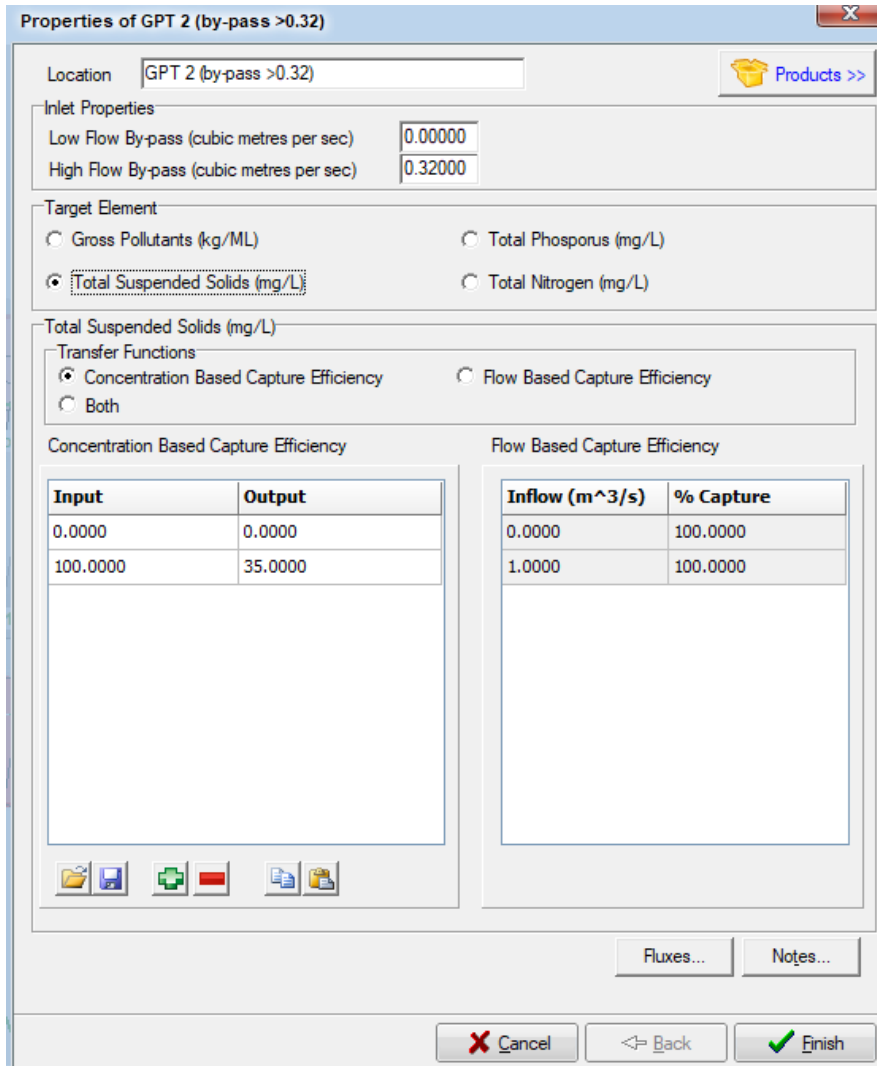 Properties of GPT 2 (by-pass >0.32)
X
Location GPT 2 (by-pass >0.32) Products >>
Inlet Properties
Low Flow By-pass (cubic metres per sec) 0.00000
High Flow By-pass (cubic metres per sec) 0.32000
Target Element
Gross Pollutants (kg/ML) Total Phosporus (mg/L)
Total Suspended Solids (mg/L) Total Nitrogen (mg/L)
Total Suspended Solids (mg/L)
Transfer Functions
Concentration Based Capture Efficiency Flow Based Capture Efficiency
Both
Concentration Based Capture Efficiency Flow Based Capture Efficiency
Input Output Inflow (m^3/s) % Capture
0.0000 0.0000 0.0000 100.0000
100.0000 35.0000 1.0000 100.0000
Fluxes... Notes...
Cancel <= Back Finish